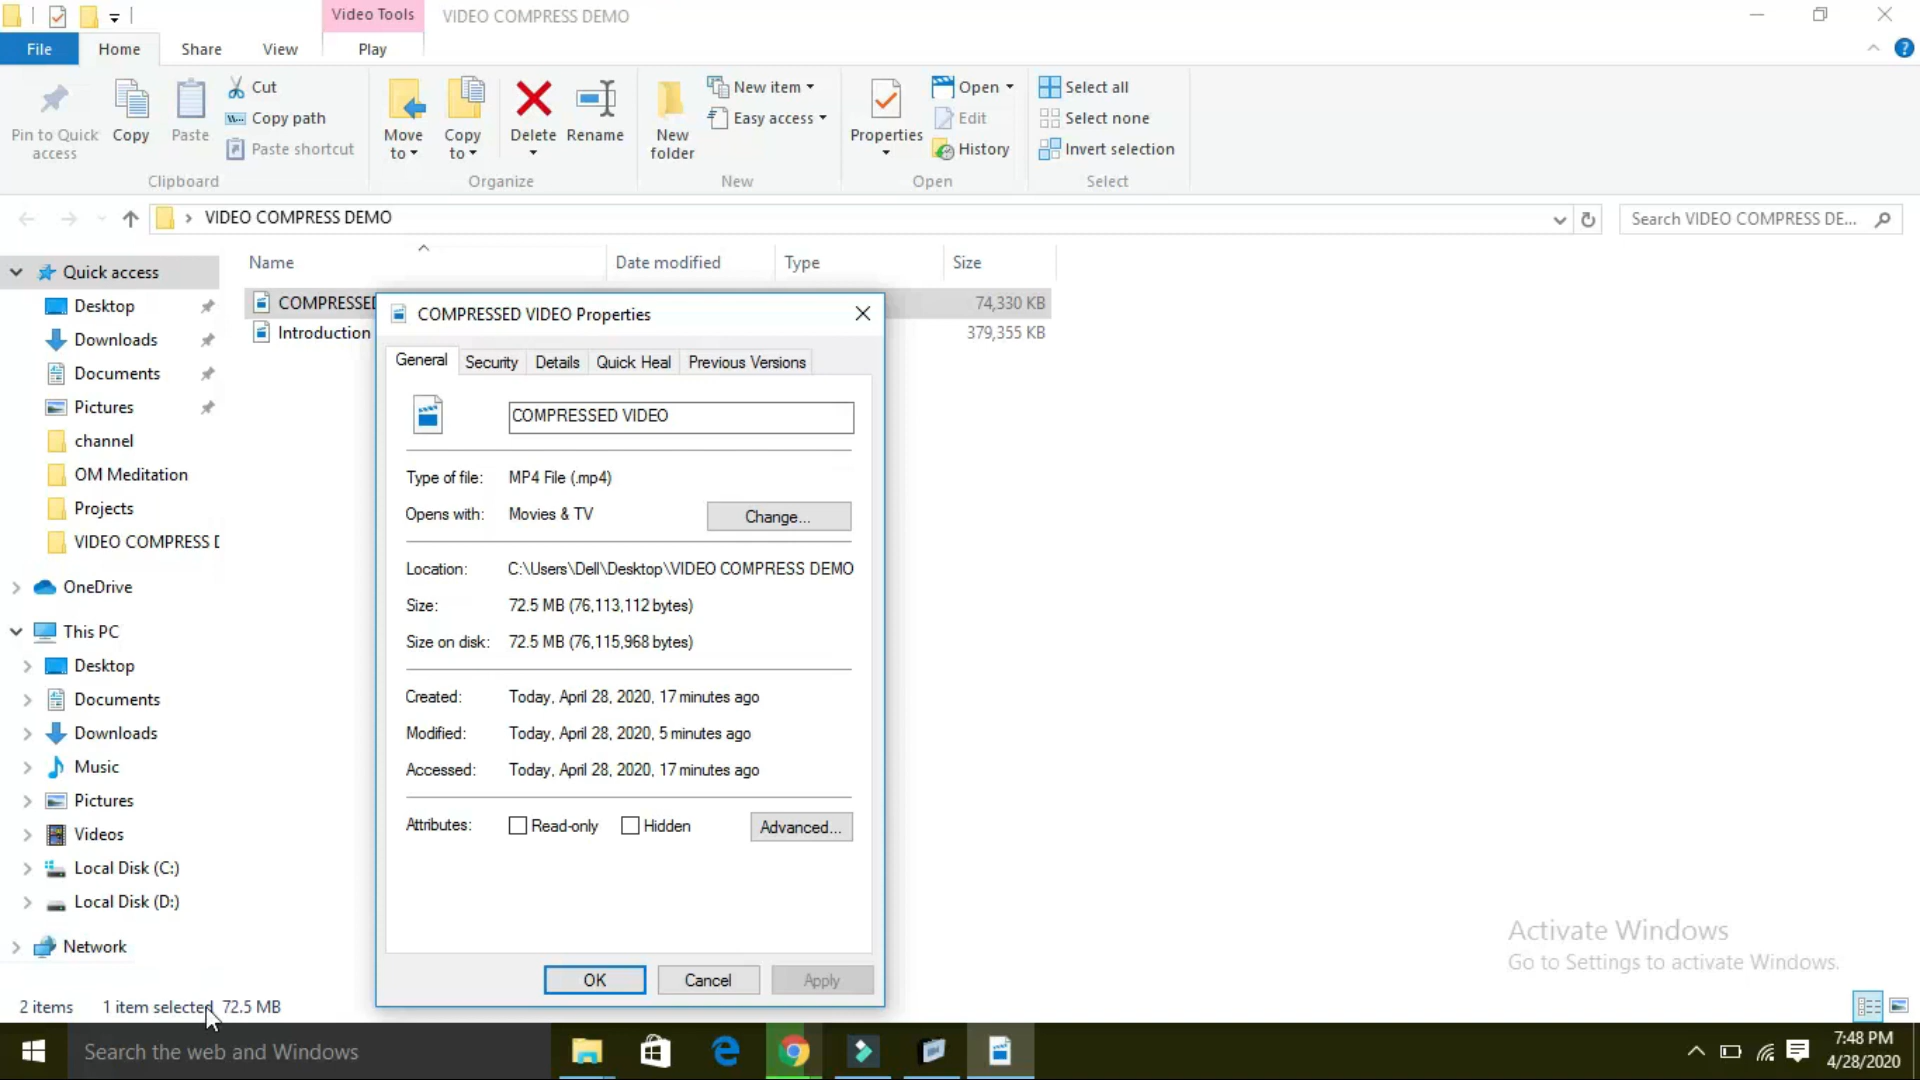 Video Tools
VIDEO COMPRESS DEMO
File
Home
Share
View
Play
Pin to Quick access
Copy
Paste
Cut
Copy path
Paste shortcut
Clipboard
Move to
Copy to
Delete
Rename
Organize
New folder
New item
Easy access
New
Properties
Open
Edit
History
Open
Select all
Select none
Invert selection
Select
VIDEO COMPRESS DEMO
Search VIDEO COMPRESS DE...
Name
Date modified
Type
Size
COMPRESSED
74,330 KB
Introduction
379,355 KB
Quick access
Desktop
Downloads
Documents
Pictures
channel
OM Meditation
Projects
VIDEO COMPRESS D
OneDrive
This PC
Desktop
Documents
Downloads
Music
Pictures
Videos
Local Disk (C:)
Local Disk (D:)
Network
COMPRESSED VIDEO Properties
General
Security
Details
Quick Heal
Previous Versions
COMPRESSED VIDEO
Type of file: MP4 File (.mp4)
Opens with: Movies & TV
Change...
Location: C:\Users\Dell\Desktop\VIDEO COMPRESS DEMO
Size: 72.5 MB (76,113,112 bytes)
Size on disk: 72.5 MB (76,115,968 bytes)
Created: Today, April 28, 2020, 17 minutes ago
Modified: Today, April 28, 2020, 5 minutes ago
Accessed: Today, April 28, 2020, 17 minutes ago
Attributes: Read-only Hidden
Advanced...
OK
Cancel
Apply
Activate Windows
Go to Settings to activate Windows.
2 items 1 item selected 72.5 MB
Search the web and Windows
7:48 PM
4/28/2020